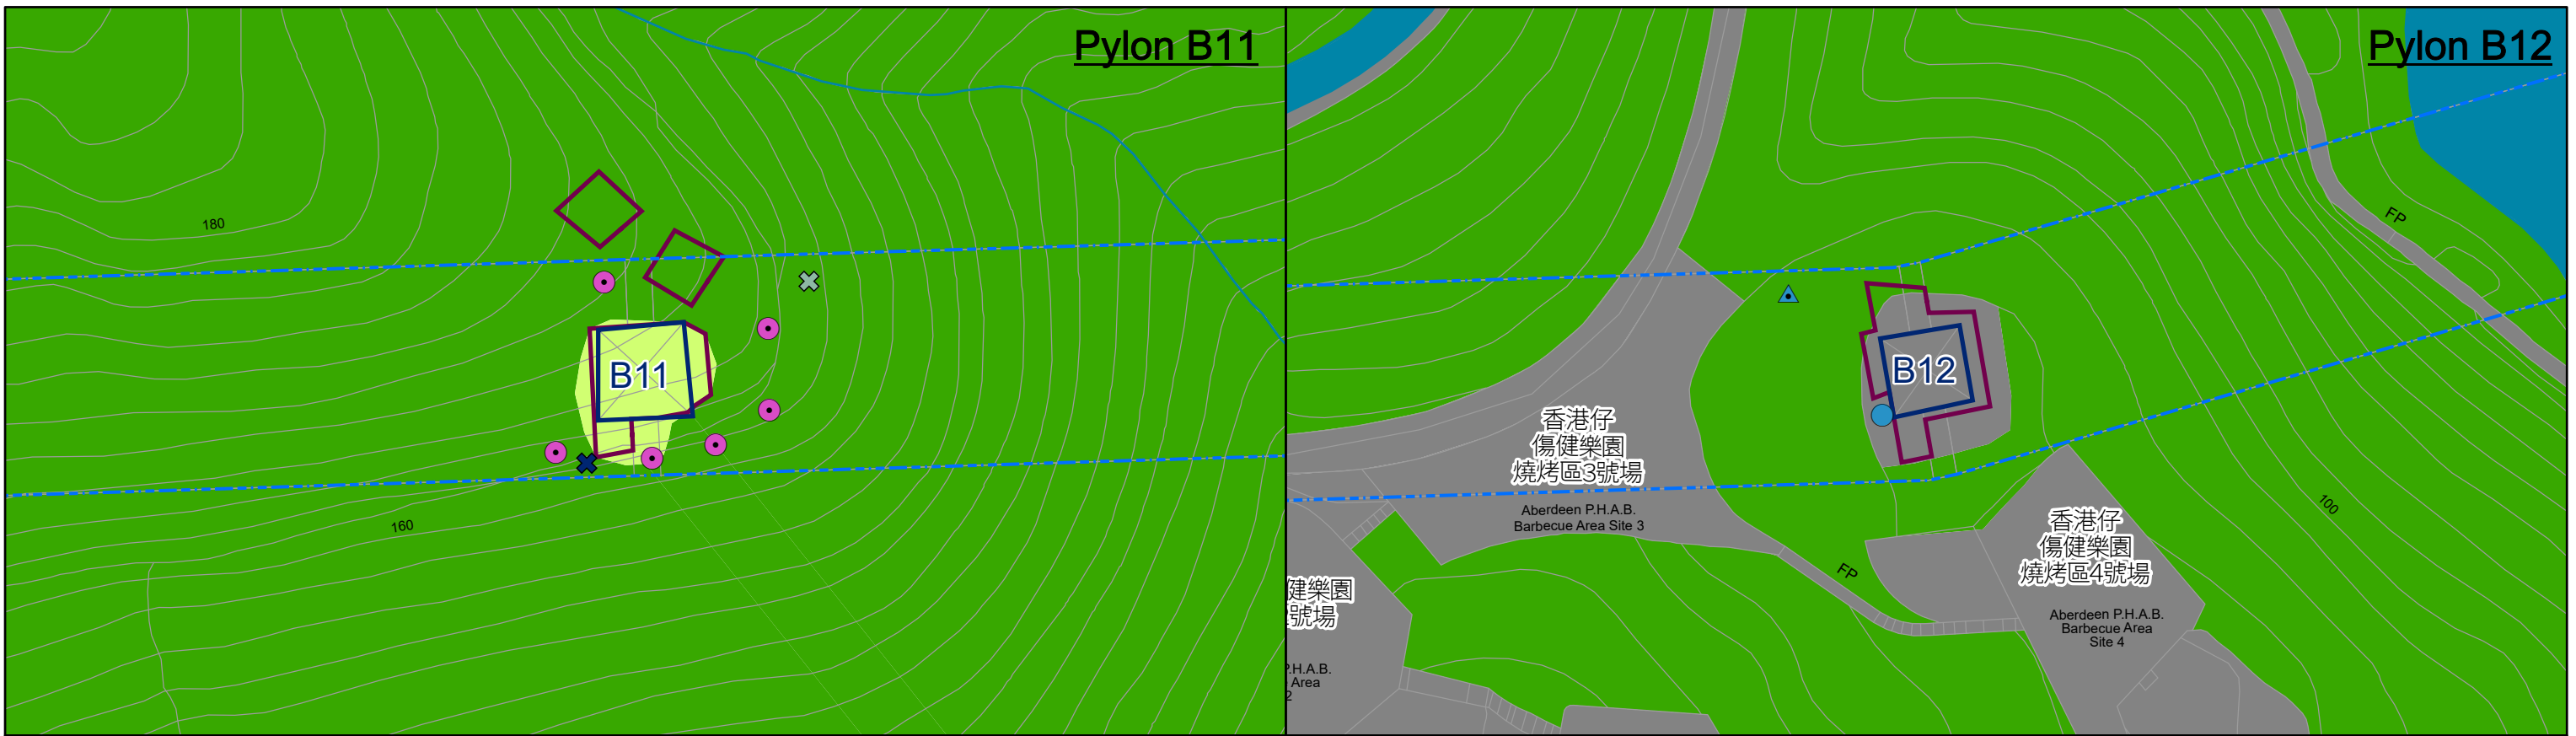 Pylon B11
180
B11
160
Pylon B12
FP
B12
香港仔
傷健樂園
燒烤區3號場
Aberdeen P.H.A.B.
Barbecue Area Site 3
100
香港仔
傷健樂園
燒烤區4號場
FP
Aberdeen P.H.A.B.
Barbecue Area
Site 4
健樂園
號場
P.H.A.B.
Area
2